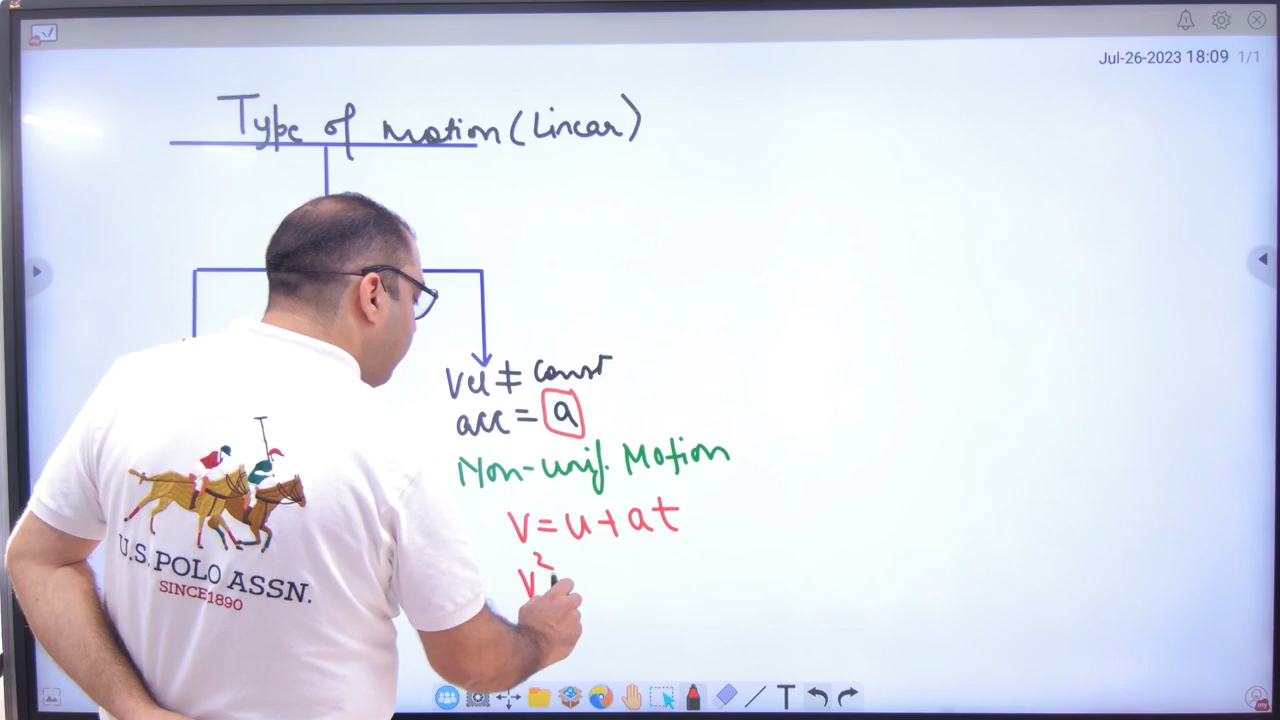 Jul-26-2023 18:09 1/1
Type of motion (Linear)
Vel ≠ const
acc = a
Non-unif. Motion
v = u + at
v²
U.S. POLO ASSN.
SINCE 1890